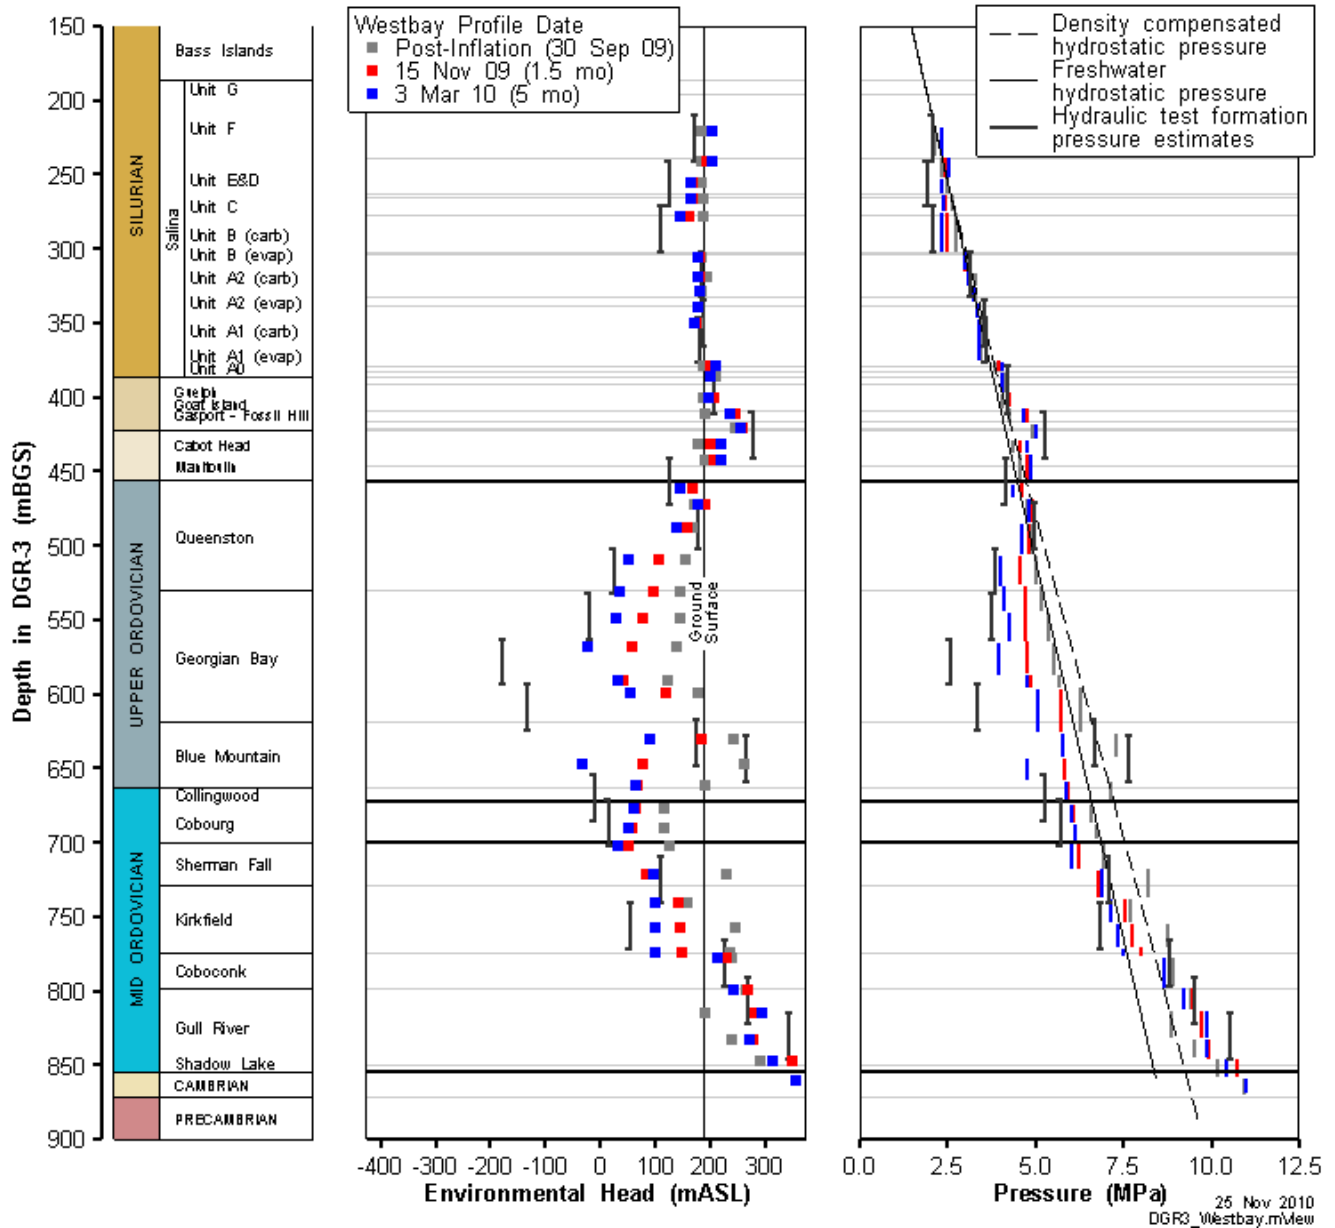 Westbay Profile Date
Post-Inflation (30 Sep 09)
15 Nov 09 (1.5 mo)
3 Mar 10 (5 mo)
Density compensated
hydrostatic pressure
Freshwater
hydrostatic pressure
Hydraulic test formation
pressure estimates
Depth in DGR-3 (mBGS)
150
200
250
300
350
400
450
500
550
600
650
700
750
800
850
900
SILURIAN
UPPER ORDOVICIAN
MID ORDOVICIAN
Salina
Bass Islands
Unit G
Unit F
Unit E&D
Unit C
Unit B (carb)
Unit B (evap)
Unit A2 (carb)
Unit A2 (evap)
Unit A1 (carb)
Unit A1 (evap)
Unit A0
Guelph
Goat Island
Gasport - Fossil Hill
Cabot Head
Manitoulin
Queenston
Georgian Bay
Blue Mountain
Collingwood
Cobourg
Sherman Fall
Kirkfield
Coboconk
Gull River
Shadow Lake
CAMBRIAN
PRECAMBRIAN
Ground
Surface
-400 -300 -200 -100 0 100 200 300
Environmental Head (mASL)
0.0 2.5 5.0 7.5 10.0 12.5
Pressure (MPa)
25 Nov 2010
DGR3_Westbay.mView